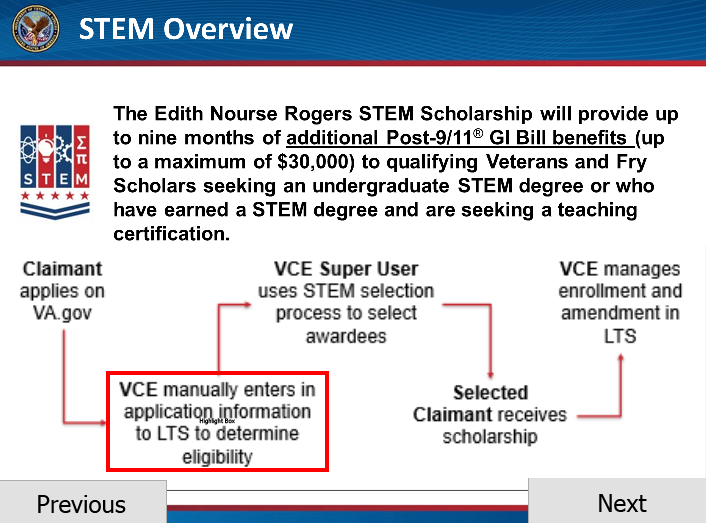 STEM Overview
The Edith Nourse Rogers STEM Scholarship will provide up
to nine months of additional Post-9/11® GI Bill benefits (up
to a maximum of $30,000) to qualifying Veterans and Fry
Scholars seeking an undergraduate STEM degree or who
have earned a STEM degree and are seeking a teaching
certification.
Σ
π
STEM
Claimant
applies on
VA.gov
VCE manually enters in
application information
Highlight Box
to LTS to determine
eligibility
VCE Super User
uses STEM selection
process to select
awardees
Selected
Claimant receives
scholarship
VCE manages
enrollment and
amendment in
LTS
Previous
Next